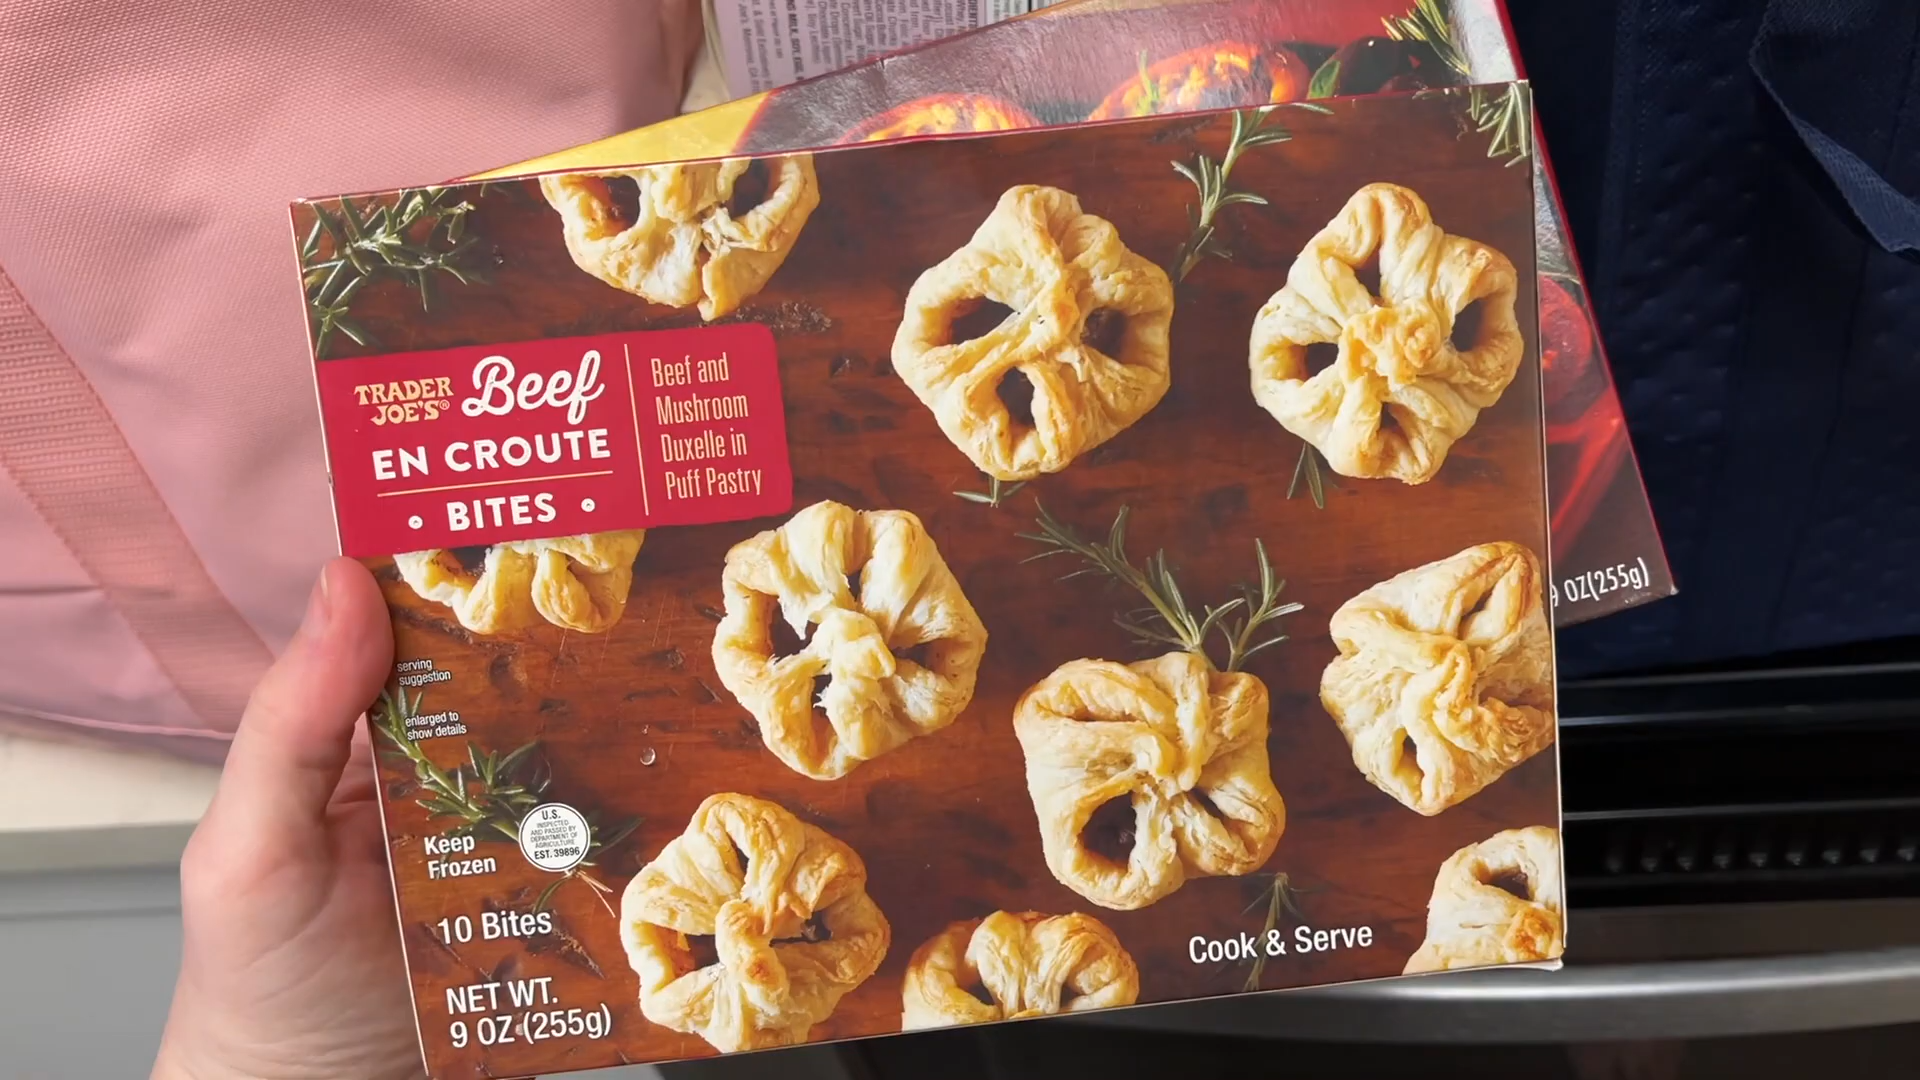 TRADER
JOE'S®
Beef
EN CROUTE
BITES
Beef and
Mushroom
Duxelle in
Puff Pastry
serving
suggestion
enlarged to
show details
Keep
Frozen
U.S.
INSPECTED
AND PASSED BY
DEPARTMENT OF
AGRICULTURE
EST. 39896
10 Bites
NET WT.
9 OZ (255g)
Cook & Serve
9 OZ(255g)